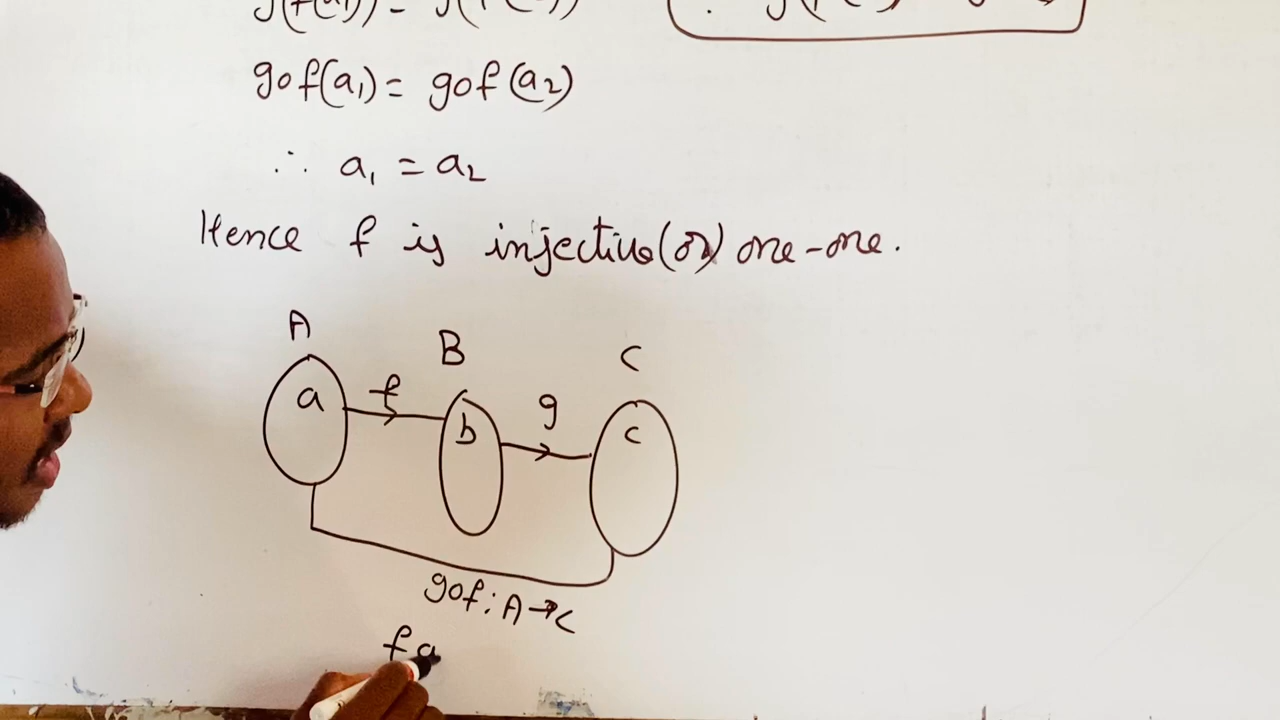 gof(a₁) = gof(a₂)
∴ a₁ = a₂
Hence f is injective(or) one-one.
A B C
a f b g c
gof: A→C
f a